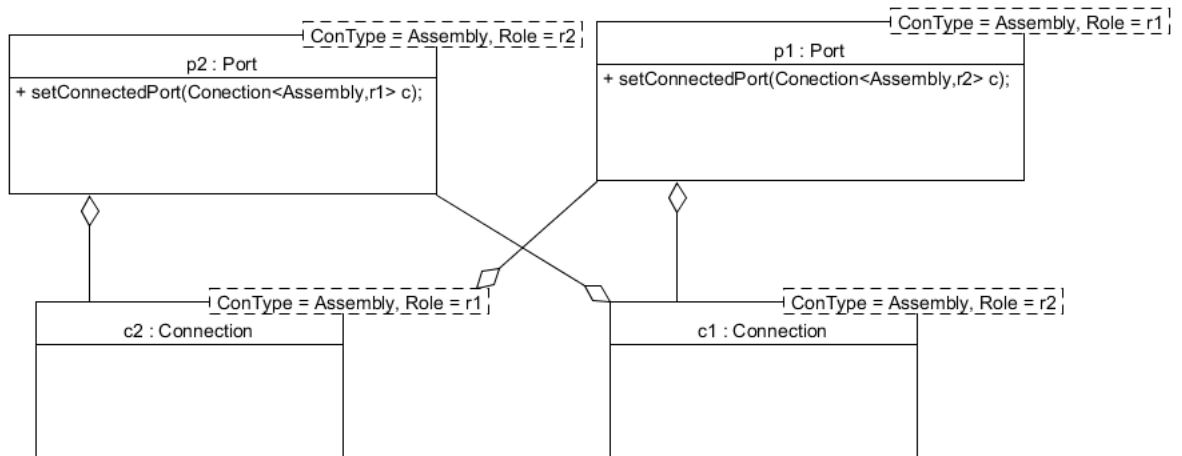 ConType = Assembly, Role = r2
p2 : Port
+ setConnectedPort(Conection<Assembly,r1> c);
ConType = Assembly, Role = r1
p1 : Port
+ setConnectedPort(Conection<Assembly,r2> c);
ConType = Assembly, Role = r1
c2 : Connection
ConType = Assembly, Role = r2
c1 : Connection